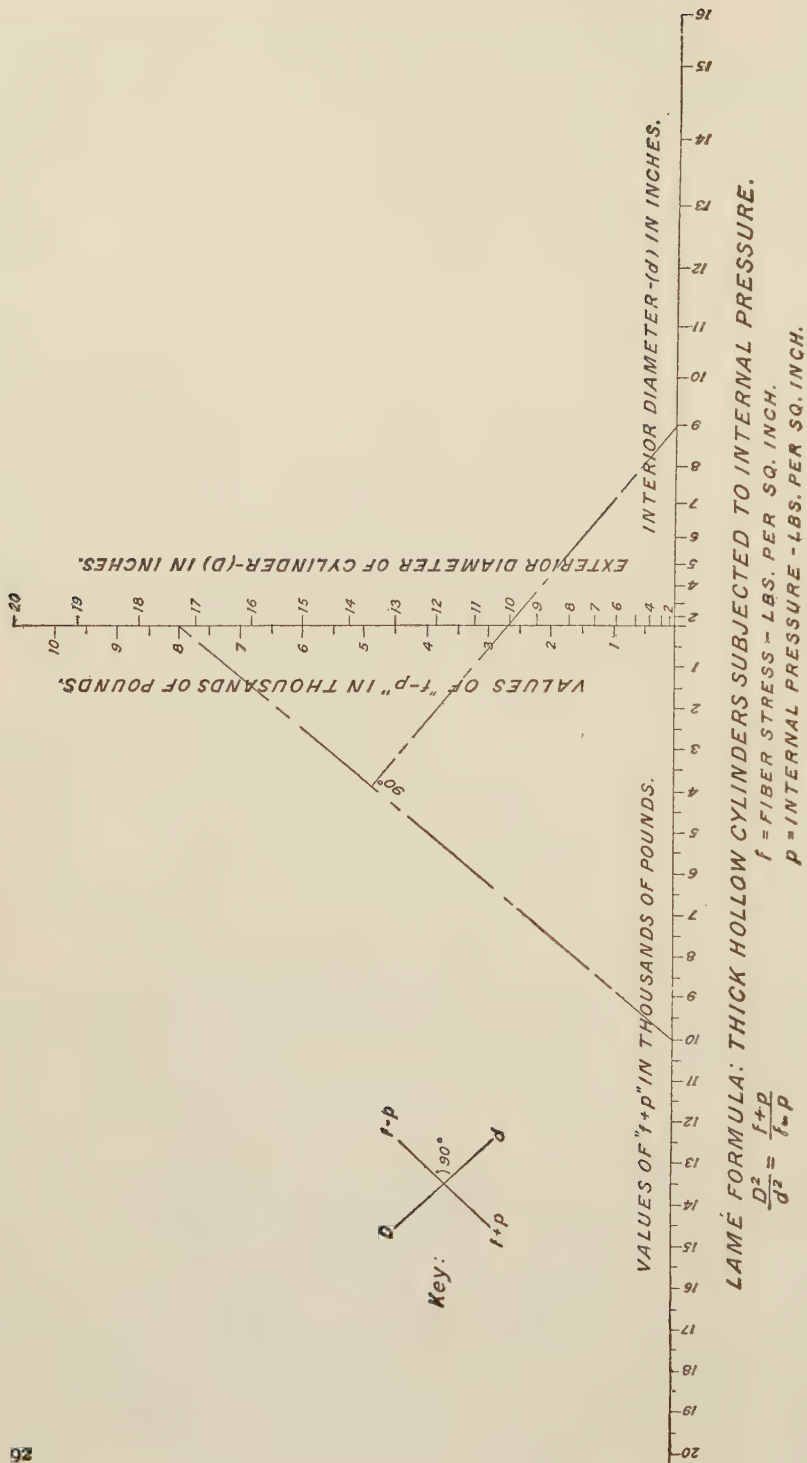 92
Key:
D
f-p
90°
f+p
d
EXTERIOR DIAMETER OF CYLINDER-(D) IN INCHES.
20
19
18
17
16
15
14
13
12
11
10
9
8
7
6
4
2
VALUES OF "f-p" IN THOUSANDS OF POUNDS.
10
9
8
7
6
5
4
3
2
1
90°
VALUES OF "f+p" IN THOUSANDS OF POUNDS.
20 19 18 17 16 15 14 13 12 11 10 9 8 7 6 5 4 3 2 1
INTERIOR DIAMETER-(d) IN INCHES.
2 4 5 6 7 8 9 10 11 12 13 14 15 16
LAMÉ FORMULA: THICK HOLLOW CYLINDERS SUBJECTED TO INTERNAL PRESSURE.
D²/d² = f+p/f-p
f = FIBER STRESS - LBS. PER SQ. INCH.
p = INTERNAL PRESSURE - LBS. PER SQ. INCH.